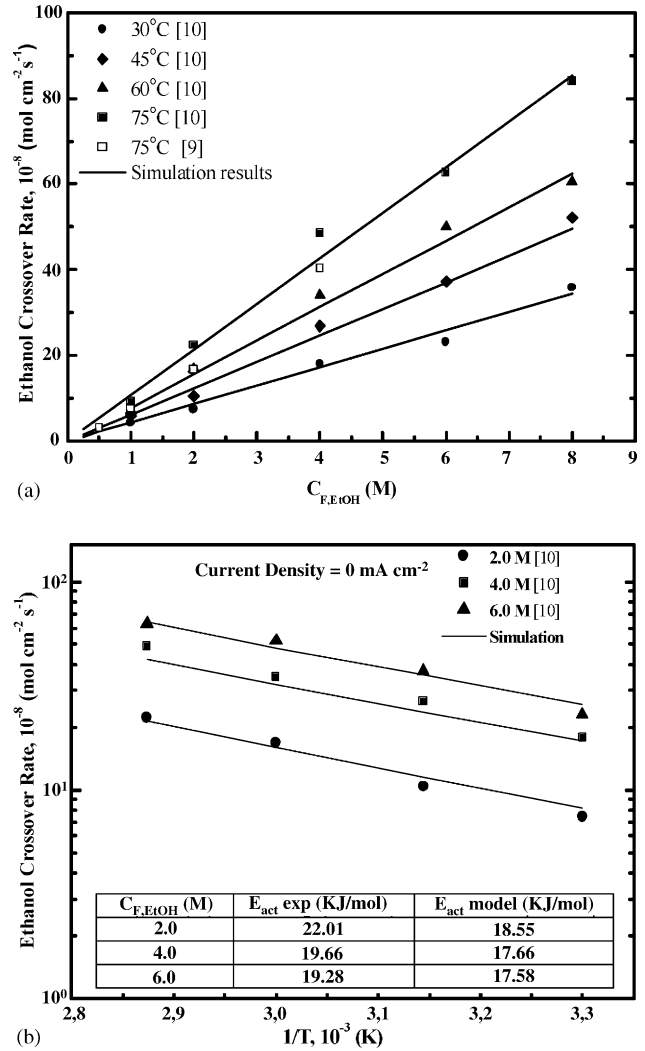 30°C [10]
45°C [10]
60°C [10]
75°C [10]
75°C [9]
Simulation results
Ethanol Crossover Rate, 10⁻⁸ (mol cm⁻² s⁻¹)
100
80
60
40
20
0
0 1 2 3 4 5 6 7 8 9
C_F,EtOH (M)
(a)
Current Density = 0 mA cm⁻²
2.0 M [10]
4.0 M [10]
6.0 M [10]
Simulation
Ethanol Crossover Rate, 10⁻⁸ (mol cm⁻² s⁻¹)
10²
10¹
10⁰
C_F,EtOH (M) E_act exp (KJ/mol) E_act model (KJ/mol)
2.0 22.01 18.55
4.0 19.66 17.66
6.0 19.28 17.58
2,8 2,9 3,0 3,1 3,2 3,3
1/T, 10⁻³ (K)
(b)